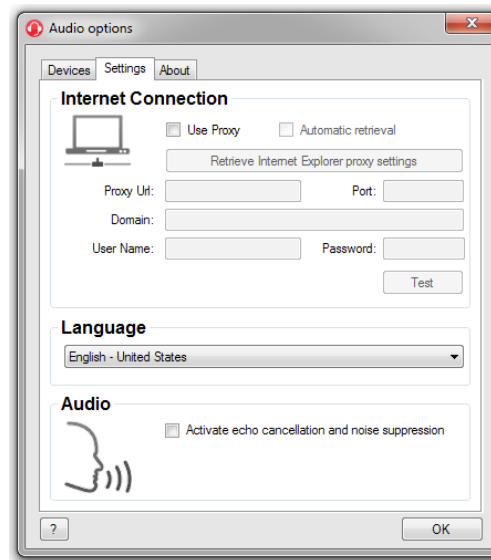 Audio options
Devices Settings About
Internet Connection
Use Proxy Automatic retrieval
Retrieve Internet Explorer proxy settings
Proxy Url: Port:
Domain:
User Name: Password:
Test
Language
English - United States
Audio
Activate echo cancellation and noise suppression
? OK